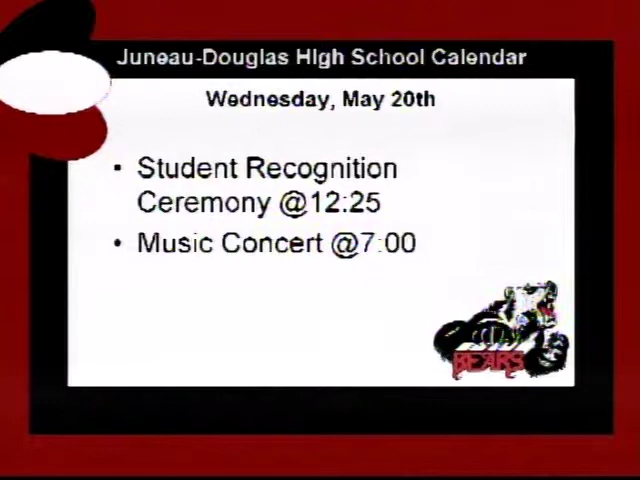 Juneau-Douglas HIgh School Calendar
Wednesday, May 20th
• Student Recognition
Ceremony @12:25
• Music Concert @7:00
BEARS